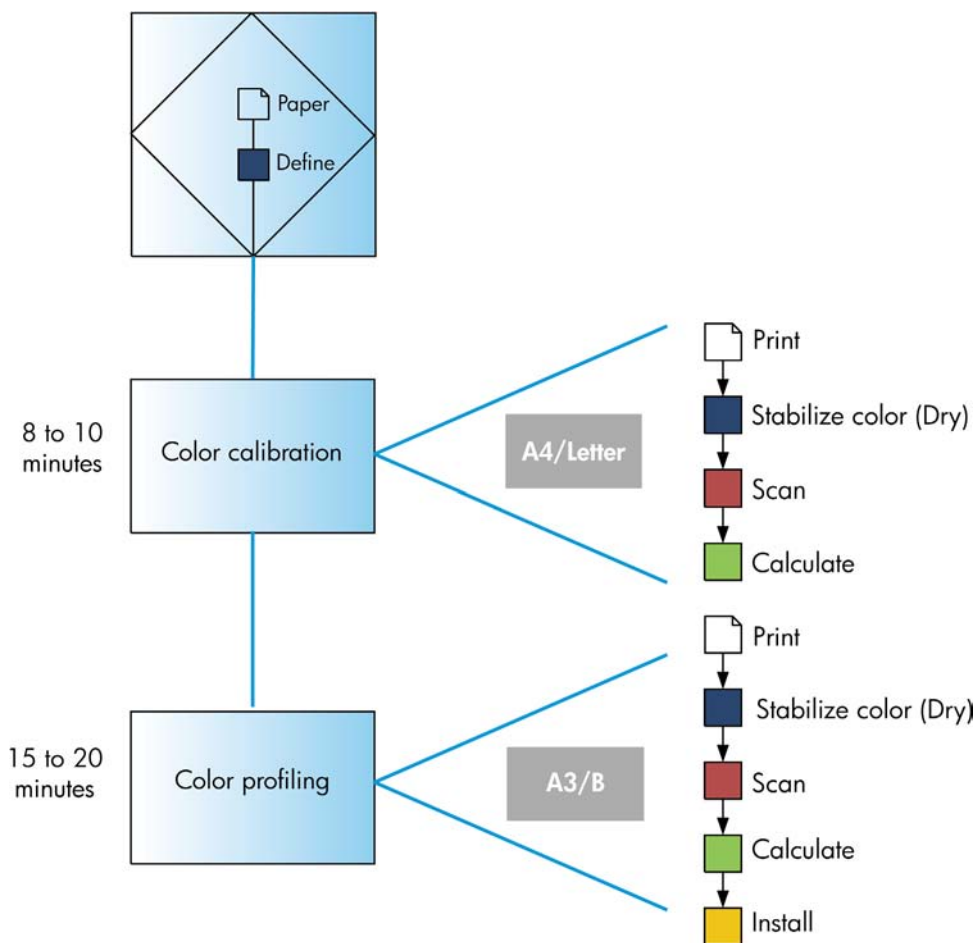 Paper
Define
8 to 10
minutes
Color calibration
A4/Letter
Print
Stabilize color (Dry)
Scan
Calculate
15 to 20
minutes
Color profiling
A3/B
Print
Stabilize color (Dry)
Scan
Calculate
Install